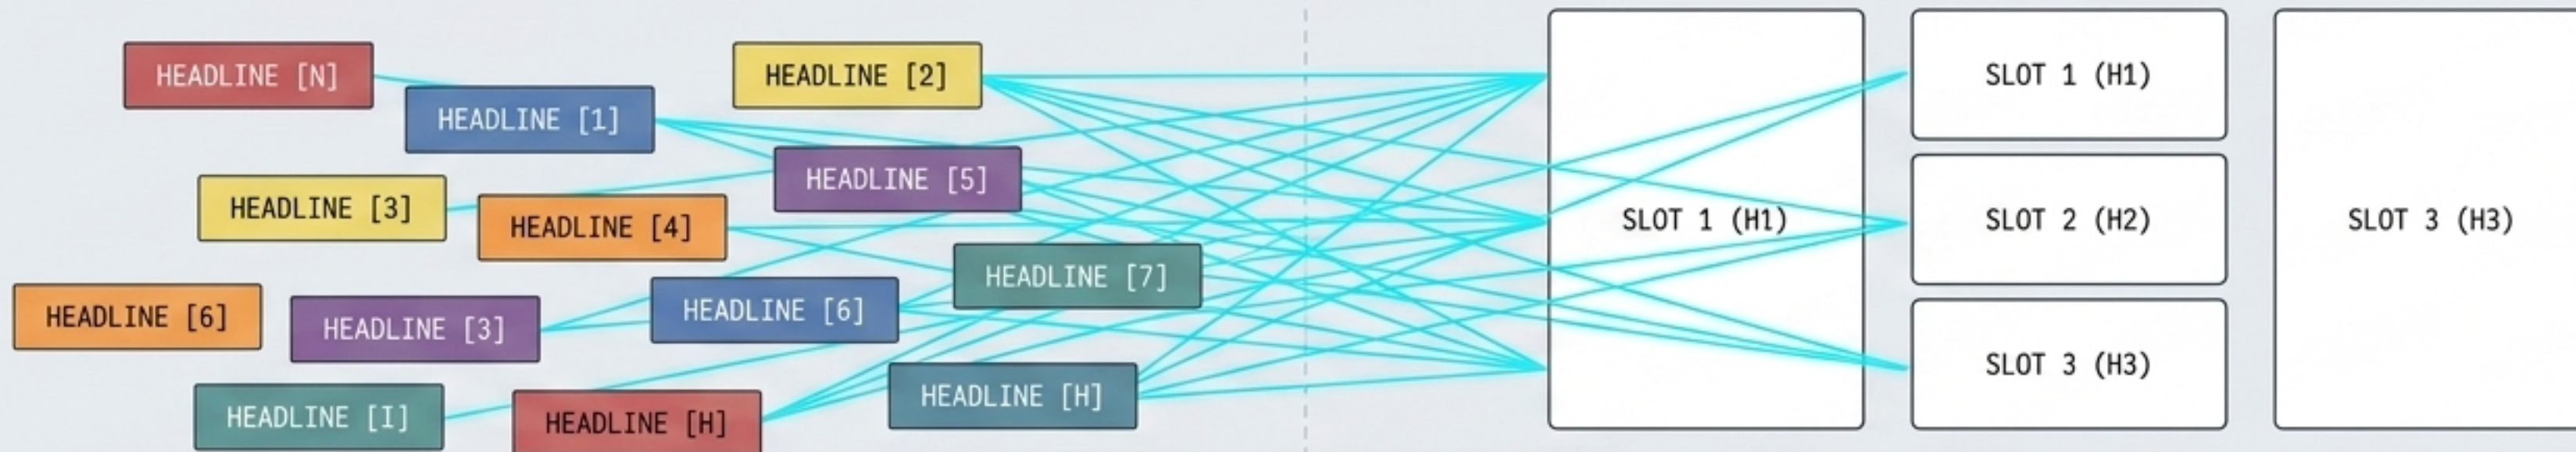 HEADLINE [N]
HEADLINE [2]
HEADLINE [1]
HEADLINE [5]
HEADLINE [3]
HEADLINE [4]
HEADLINE [7]
HEADLINE [6]
HEADLINE [3]
HEADLINE [6]
HEADLINE [I]
HEADLINE [H]
HEADLINE [H]
SLOT 1 (H1)
SLOT 1 (H1)
SLOT 2 (H2)
SLOT 3 (H3)
SLOT 3 (H3)